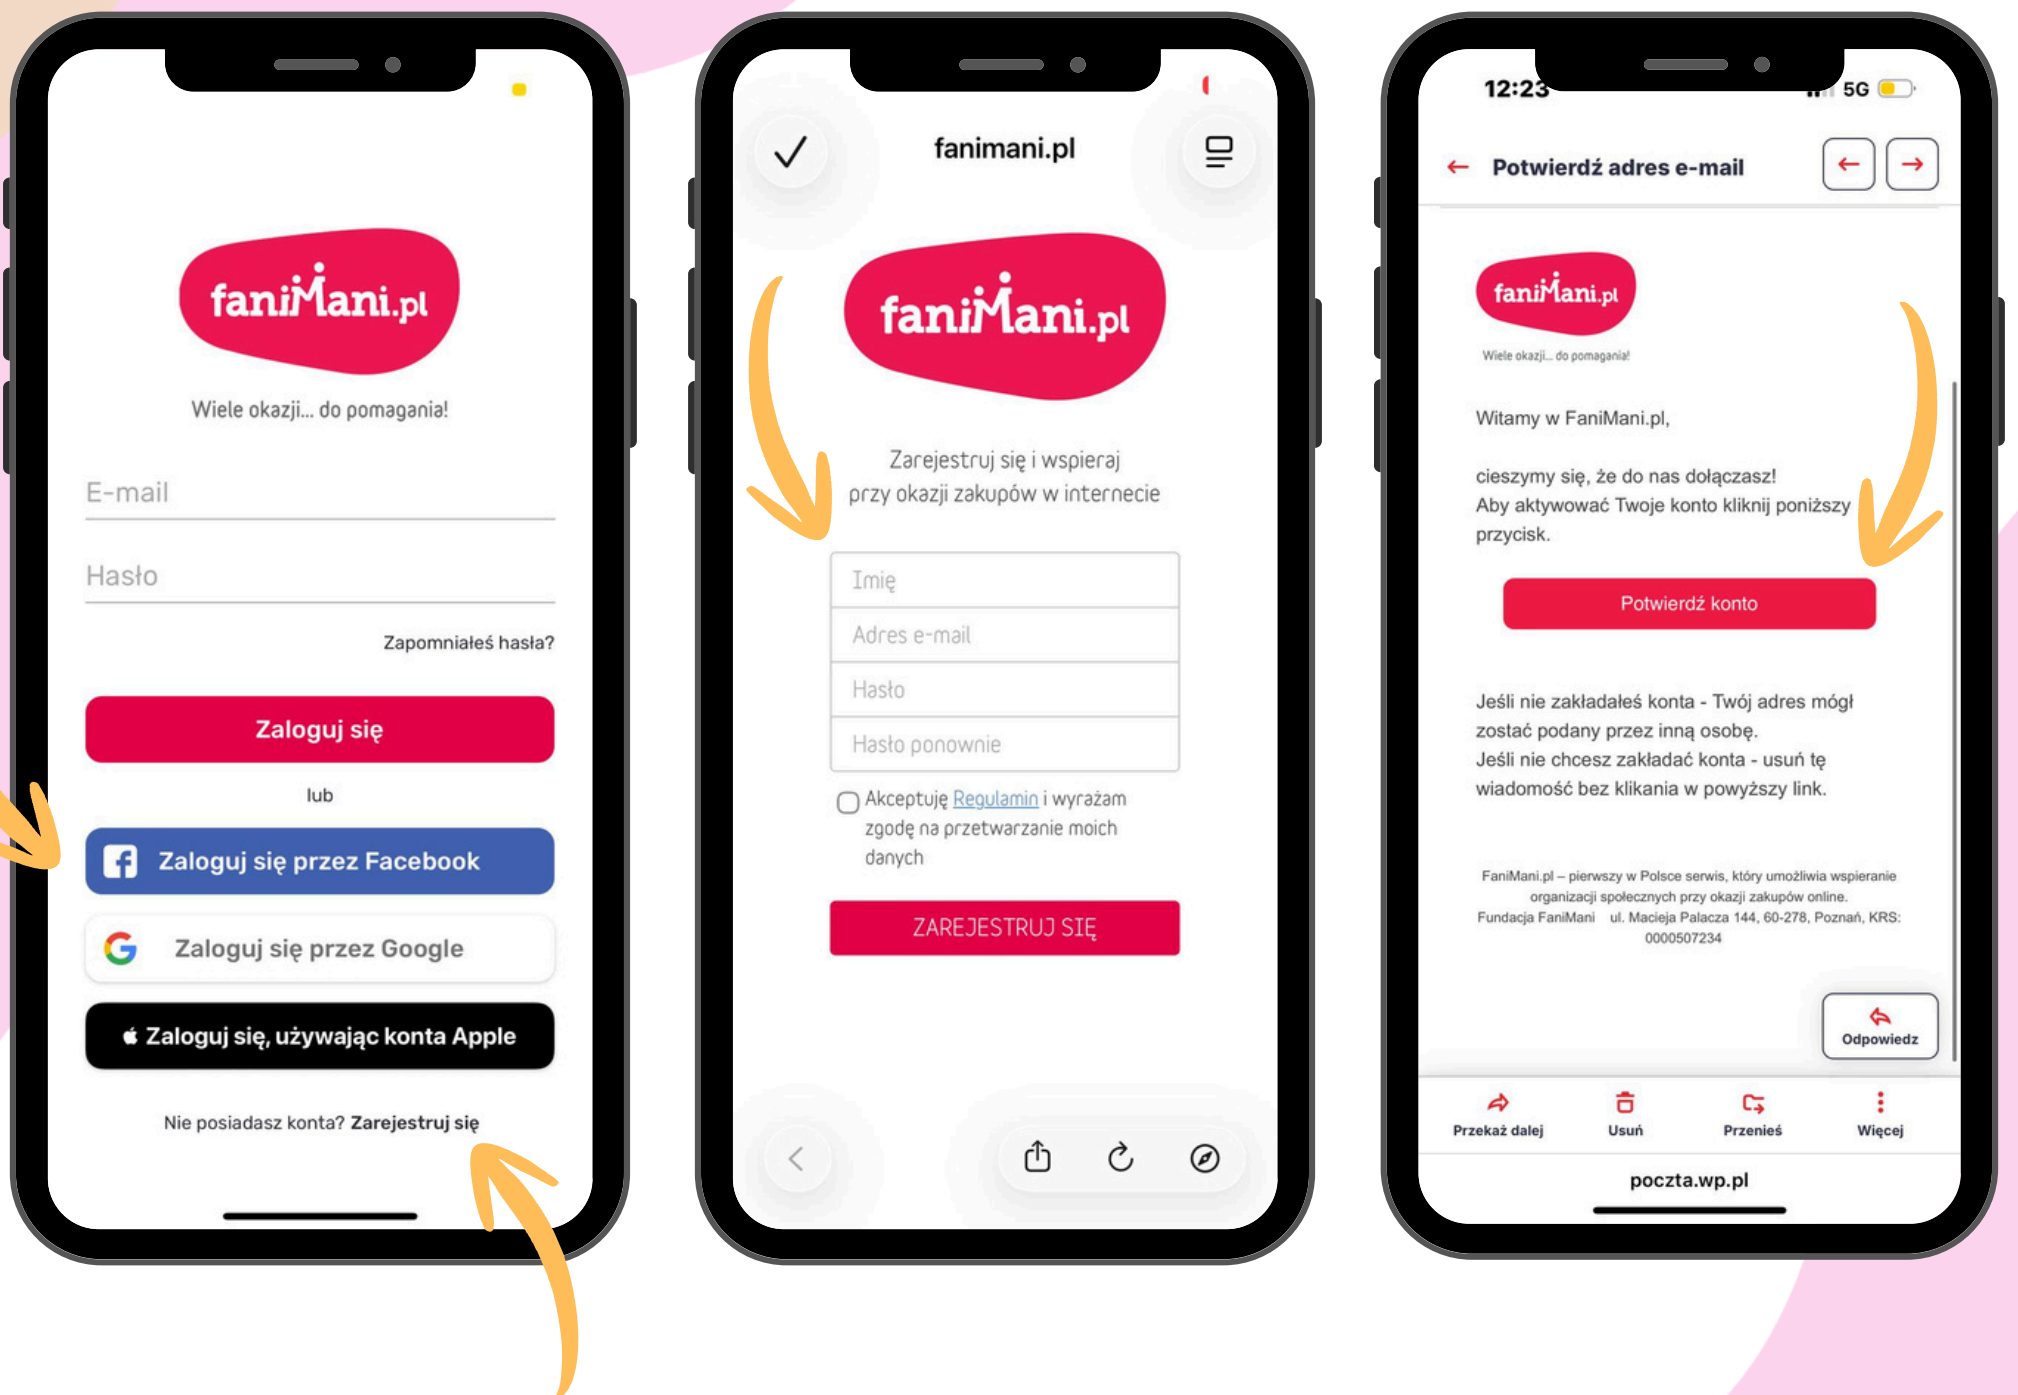 faniMani.pl
Wiele okazji... do pomagania!
E-mail
Hasło
Zapomniałeś hasła?
Zaloguj się
lub
Zaloguj się przez Facebook
Zaloguj się przez Google
Zaloguj się, używając konta Apple
Nie posiadasz konta? Zarejestruj się
fanimani.pl
faniMani.pl
Zarejestruj się i wspieraj
przy okazji zakupów w internecie
Imię
Adres e-mail
Hasło
Hasło ponownie
Akceptuję Regulamin i wyrażam
zgodę na przetwarzanie moich
danych
ZAREJESTRUJ SIĘ
12:23
5G
Potwierdź adres e-mail
faniMani.pl
Wiele okazji... do pomagania!
Witamy w FaniMani.pl,
cieszymy się, że do nas dołączasz!
Aby aktywować Twoje konto kliknij poniższy
przycisk.
Potwierdź konto
Jeśli nie zakładałeś konta - Twój adres mógł
zostać podany przez inną osobę.
Jeśli nie chcesz zakładać konta - usuń tę
wiadomość bez klikania w powyższy link.
FaniMani.pl – pierwszy w Polsce serwis, który umożliwia wspieranie
organizacji społecznych przy okazji zakupów online.
Fundacja FaniMani ul. Macieja Palacza 144, 60-278, Poznań, KRS:
0000507234
Odpowiedz
Przekaż dalej
Usuń
Przenieś
Więcej
poczta.wp.pl